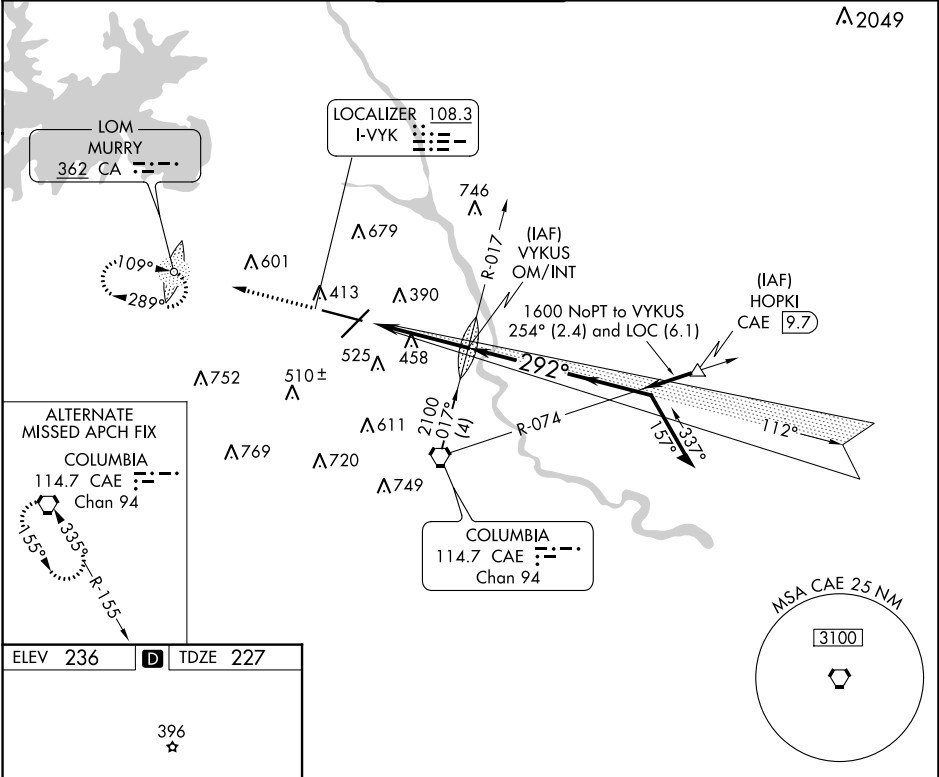 2049
LOCALIZER 108.3
I-VYK
LOM
MURRY
362 CA
746
R-017
(IAF)
VYKUS
OM/INT
679
601
109°
289°
413
390
1600 NoPT to VYKUS
254° (2.4) and LOC (6.1)
(IAF)
HOPKI
CAE 9.7
525
458
292°
752
510±
2100
017°
(4)
R-074
337°
157°
112°
611
769
720
749
ALTERNATE
MISSED APCH FIX
COLUMBIA
114.7 CAE
Chan 94
155°
335°
R-155
COLUMBIA
114.7 CAE
Chan 94
MSA CAE 25 NM
3100
ELEV 236 D TDZE 227
396